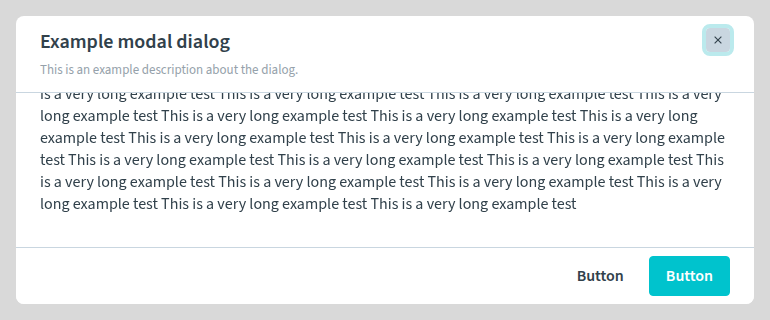 Example modal dialog
×
This is an example description about the dialog.
is a very long example test This is a very long example test This is a very long example test This is a very
long example test This is a very long example test This is a very long example test This is a very long
example test This is a very long example test This is a very long example test This is a very long example
test This is a very long example test This is a very long example test This is a very long example test This
is a very long example test This is a very long example test This is a very long example test This is a very
long example test This is a very long example test This is a very long example test
Button
Button